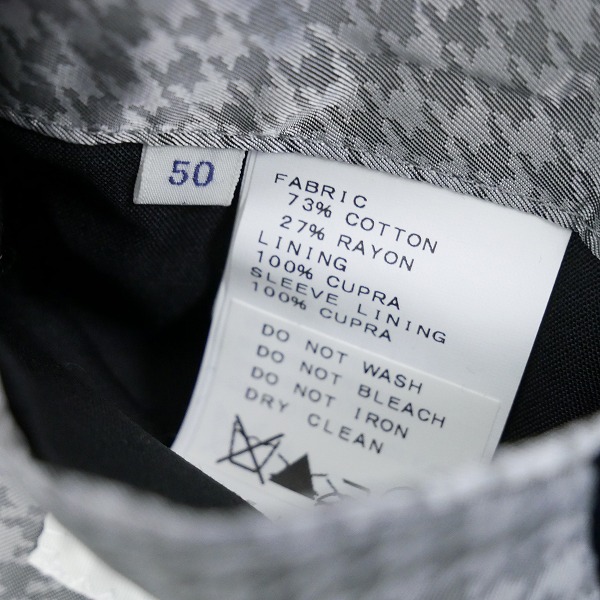 50
FABRIC
73% COTTON
27% RAYON
LINING
100% CUPRA
SLEEVE LINING
100% CUPRA
DO NOT WASH
DO NOT BLEACH
DO NOT IRON
DRY CLEAN